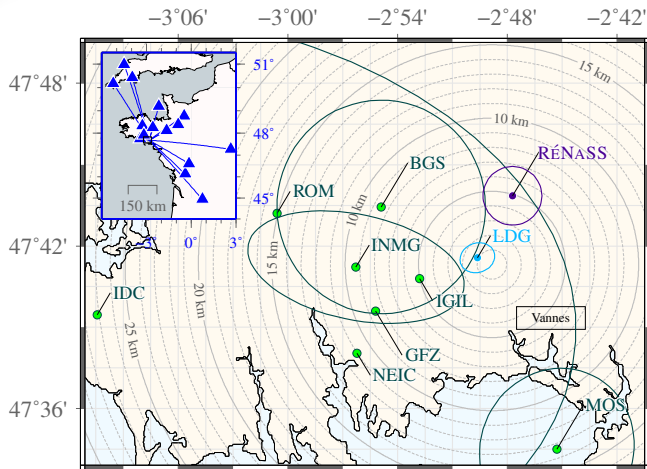 −3°06' −3°00' −2°54' −2°48' −2°42'
47°48'
47°42'
47°36'
51°
48°
45°
3° 0° 3°
150 km
15 km
10 km
RÉNASS
BGS
ROM
10 km
LDG
INMG
15 km
IGIL
IDC
20 km
25 km
Vannes
GFZ
NEIC
MOS